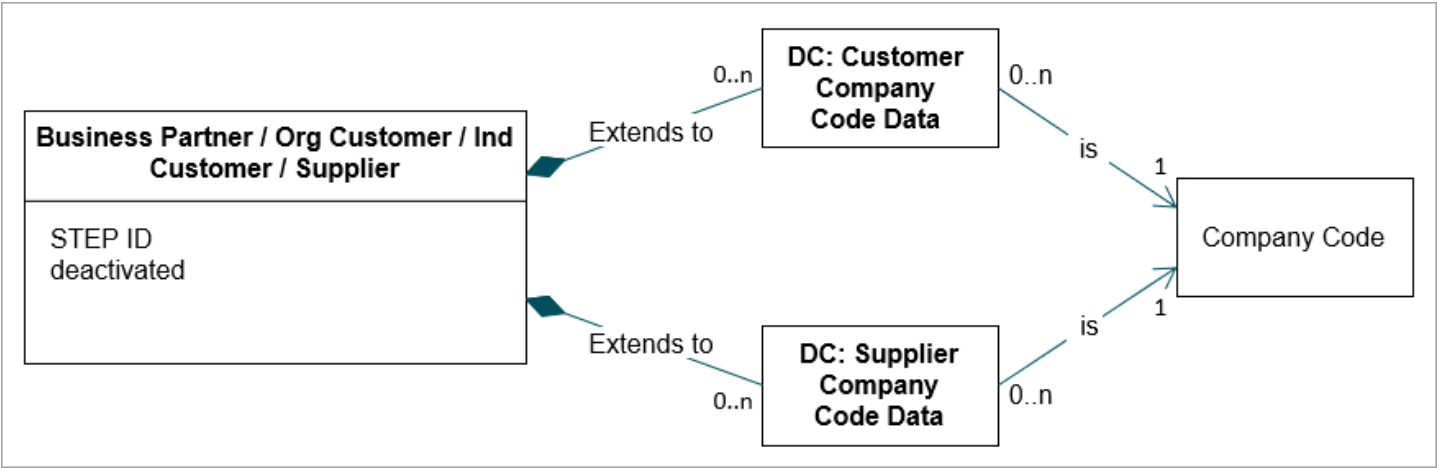 Business Partner / Org Customer / Ind
Customer / Supplier
STEP ID
deactivated
Extends to
0..n
DC: Customer
Company
Code Data
0..n
is
1
Company Code
Extends to
0..n
DC: Supplier
Company
Code Data
0..n
is
1